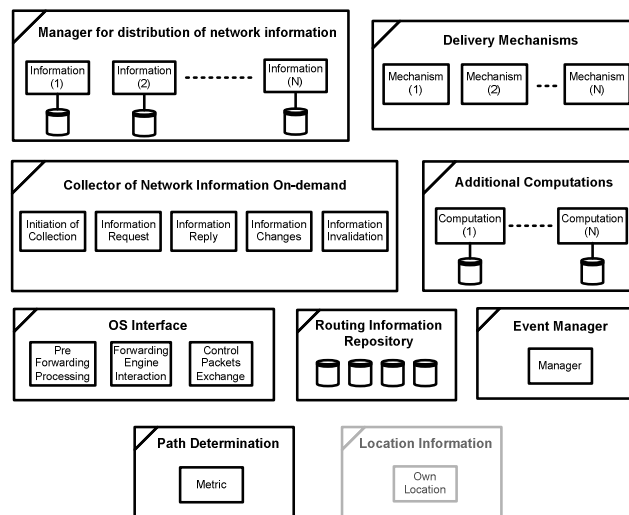 Manager for distribution of network information
Information
(1)
Information
(2)
Information
(N)
Delivery Mechanisms
Mechanism
(1)
Mechanism
(2)
Mechanism
(N)
Collector of Network Information On-demand
Initiation of
Collection
Information
Request
Information
Reply
Information
Changes
Information
Invalidation
Additional Computations
Computation
(1)
Computation
(N)
OS Interface
Pre
Forwarding
Processing
Forwarding
Engine
Interaction
Control
Packets
Exchange
Routing Information
Repository
Event Manager
Manager
Path Determination
Metric
Location Information
Own
Location